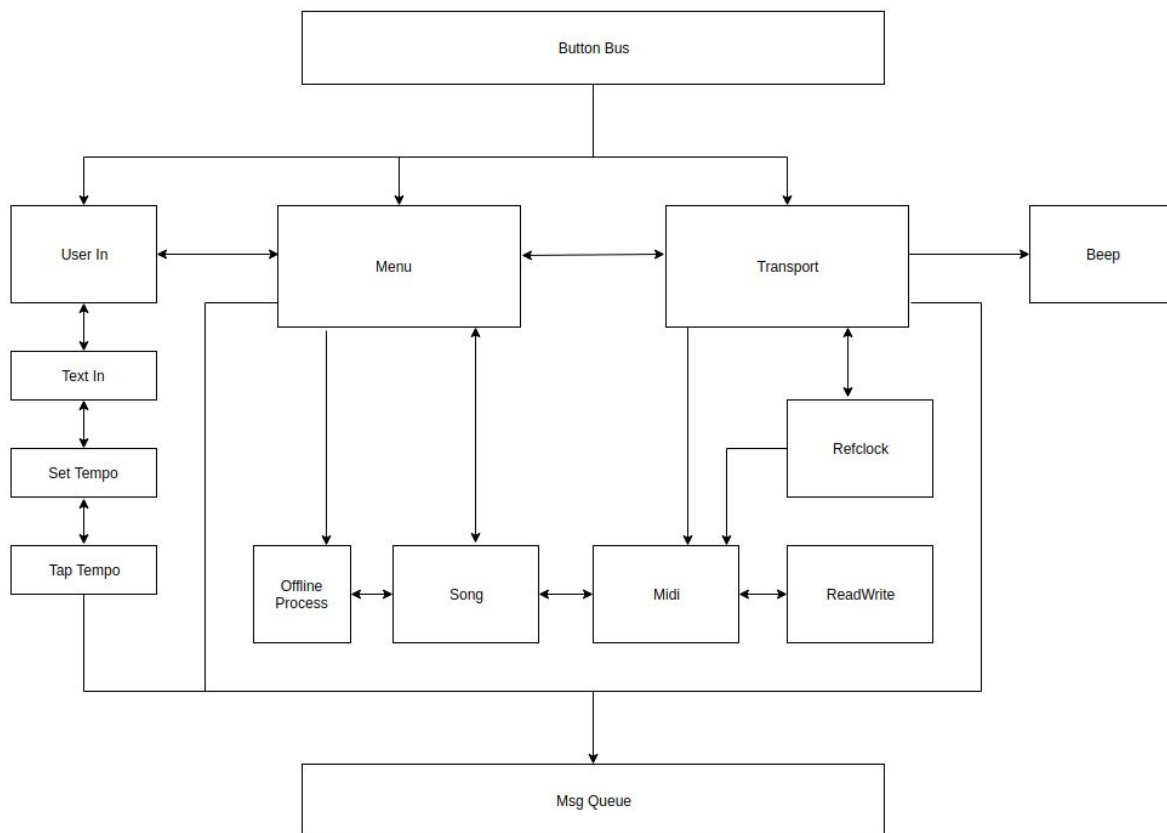 Button Bus
User In
Menu
Transport
Beep
Text In
Refclock
Set Tempo
Tap Tempo
Offline
Process
Song
Midi
ReadWrite
Msg Queue